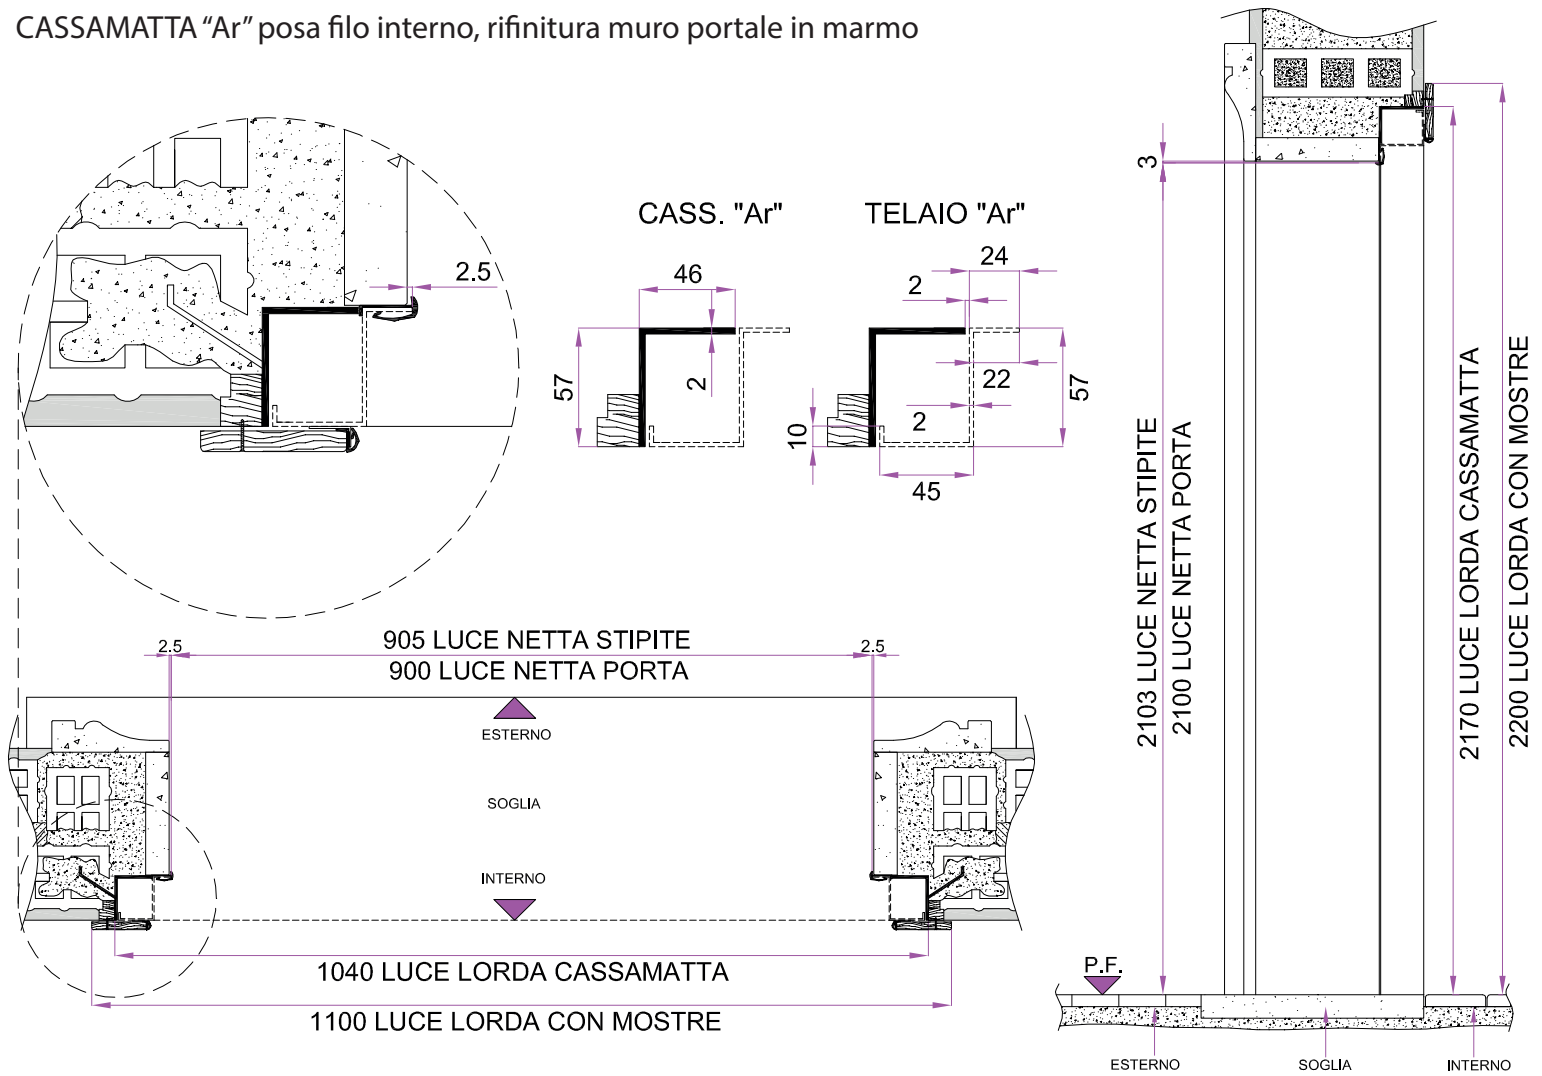 CASSAMATTA “Ar” posa filo interno, rifinitura muro portale in marmo
2.5
CASS. "Ar"
46
57
2
TELAIO "Ar"
24
2
22
57
2
10
45
3
2103 LUCE NETTA STIPITE
2100 LUCE NETTA PORTA
2170 LUCE LORDA CASSAMATTA
2200 LUCE LORDA CON MOSTRE
905 LUCE NETTA STIPITE
2.5
2.5
900 LUCE NETTA PORTA
ESTERNO
SOGLIA
INTERNO
1040 LUCE LORDA CASSAMATTA
1100 LUCE LORDA CON MOSTRE
P.F.
ESTERNO
SOGLIA
INTERNO